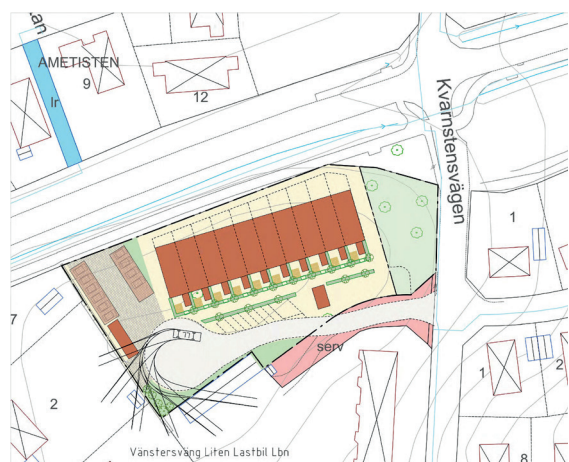 AMETISTEN
9
12
lr
Kvarnstensvägen
1
7
2
serv
1
2
8
Vänstersväng Liten Lastbil Lbn